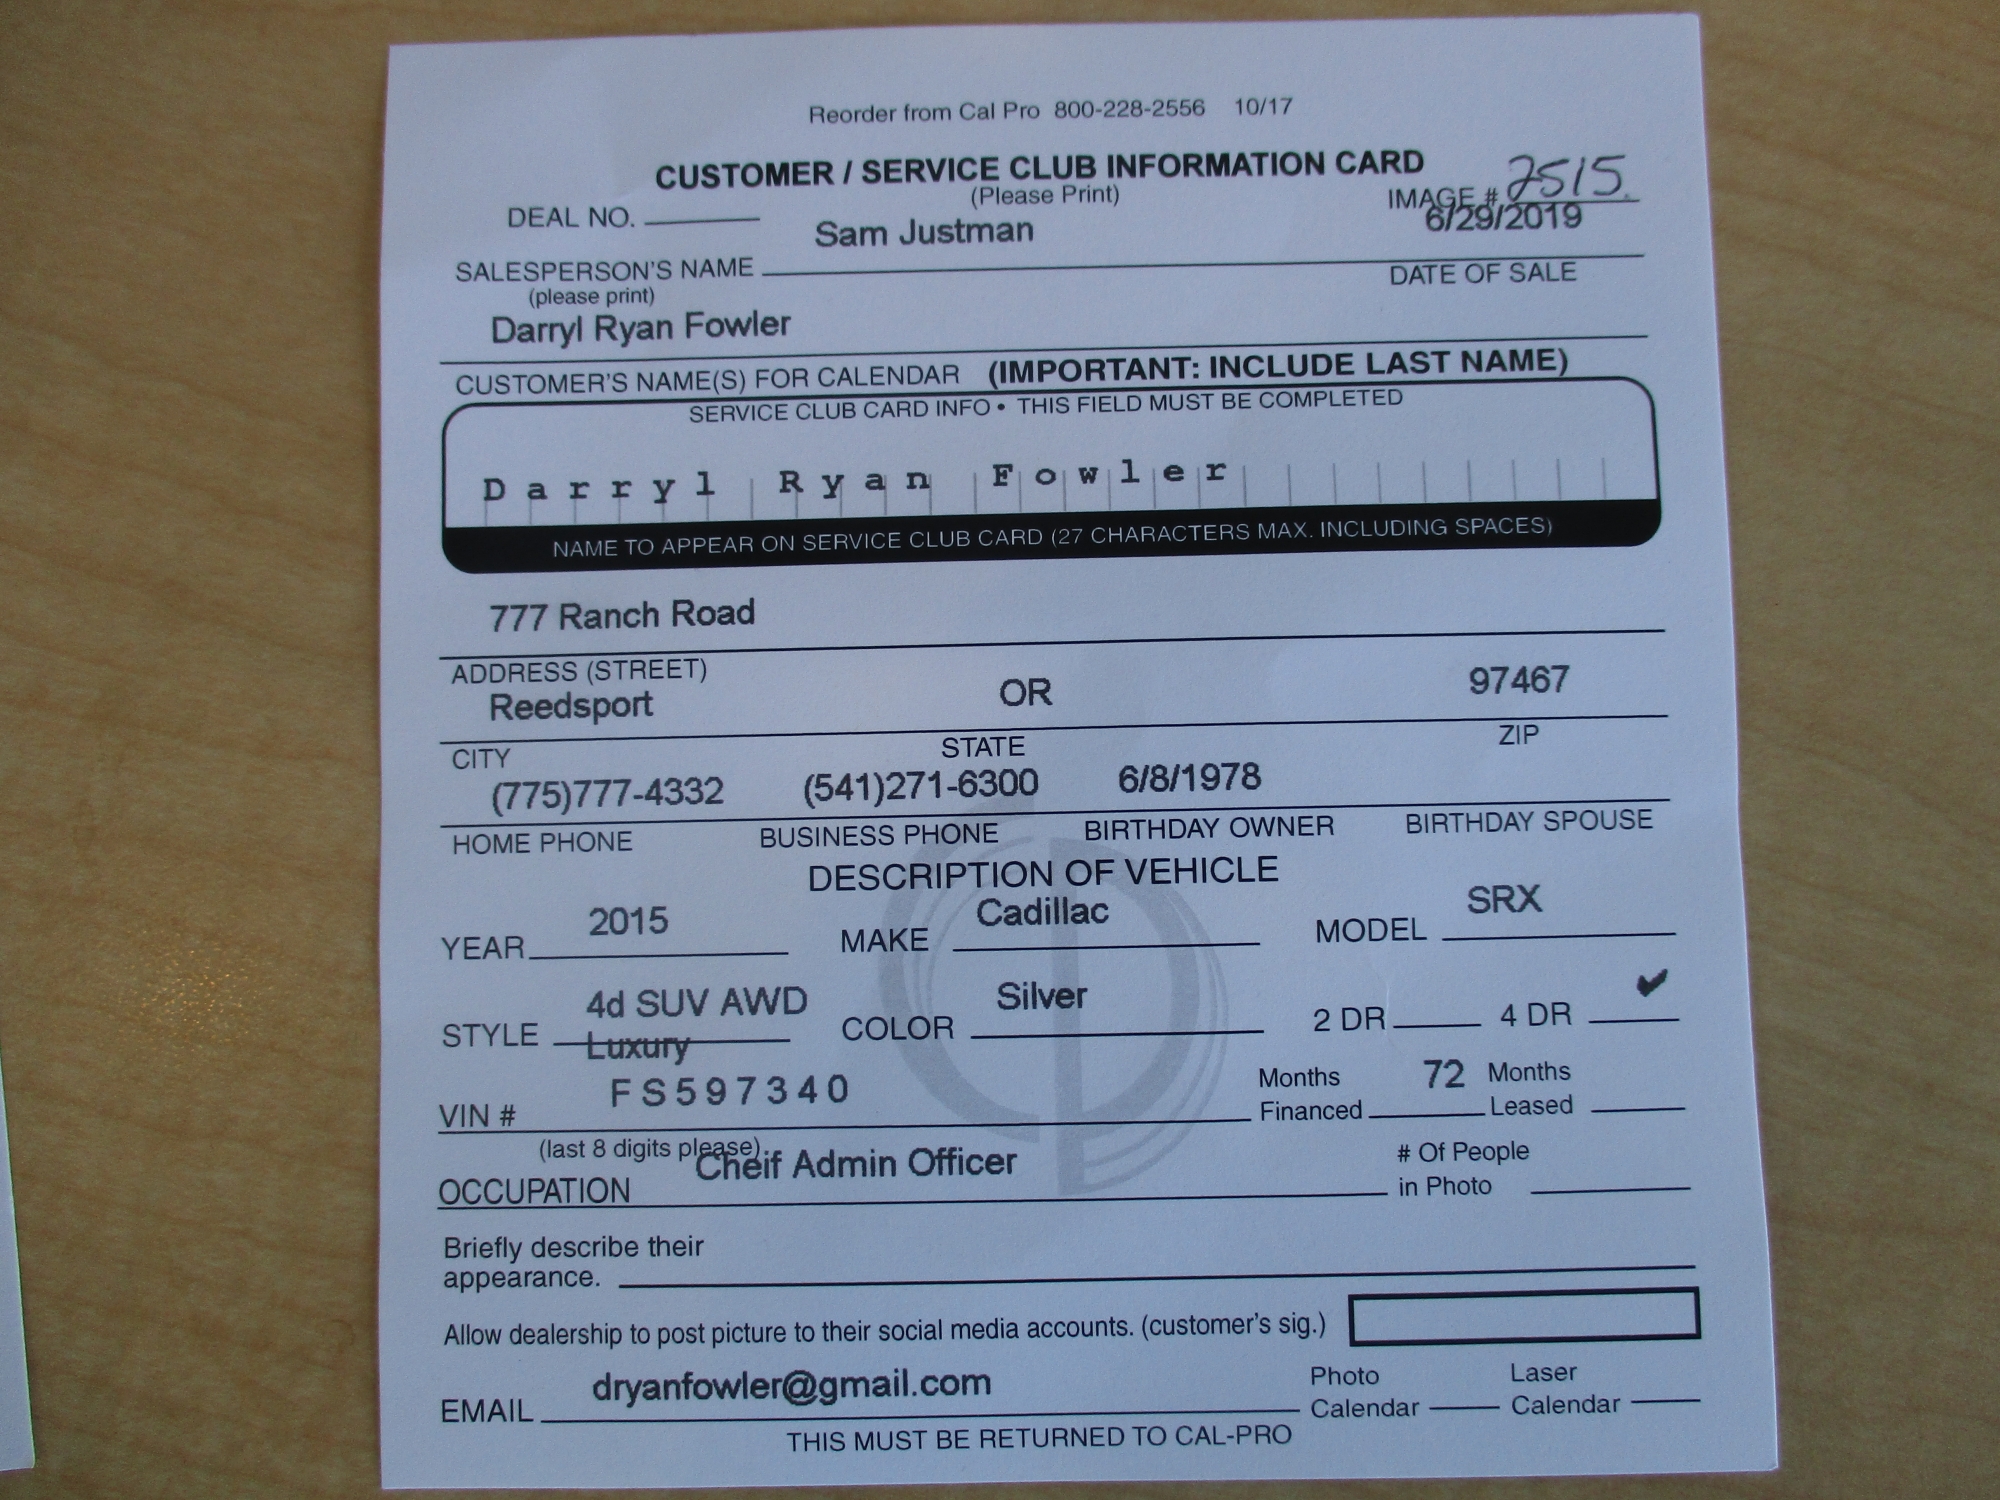 Reorder from Cal Pro 800-228-2556 10/17
CUSTOMER / SERVICE CLUB INFORMATION CARD
(Please Print)
IMAGE # 2515.
DEAL NO.
Sam Justman
6/29/2019
SALESPERSON'S NAME
DATE OF SALE
(please print)
Darryl Ryan Fowler
CUSTOMER'S NAME(S) FOR CALENDAR (IMPORTANT: INCLUDE LAST NAME)
SERVICE CLUB CARD INFO • THIS FIELD MUST BE COMPLETED
Darryl Ryan Fowler
NAME TO APPEAR ON SERVICE CLUB CARD (27 CHARACTERS MAX. INCLUDING SPACES)
777 Ranch Road
ADDRESS (STREET)
Reedsport OR 97467
CITY STATE ZIP
(775)777-4332 (541)271-6300 6/8/1978
HOME PHONE BUSINESS PHONE BIRTHDAY OWNER BIRTHDAY SPOUSE
DESCRIPTION OF VEHICLE
YEAR 2015 MAKE Cadillac MODEL SRX
STYLE 4d SUV AWD COLOR Silver 2 DR 4 DR ✔
Luxury
VIN # FS597340 Months Financed 72 Months Leased
(last 8 digits please)
OCCUPATION Cheif Admin Officer # Of People in Photo
Briefly describe their
appearance.
Allow dealership to post picture to their social media accounts. (customer's sig.)
EMAIL dryanfowler@gmail.com Photo Calendar Laser Calendar
THIS MUST BE RETURNED TO CAL-PRO